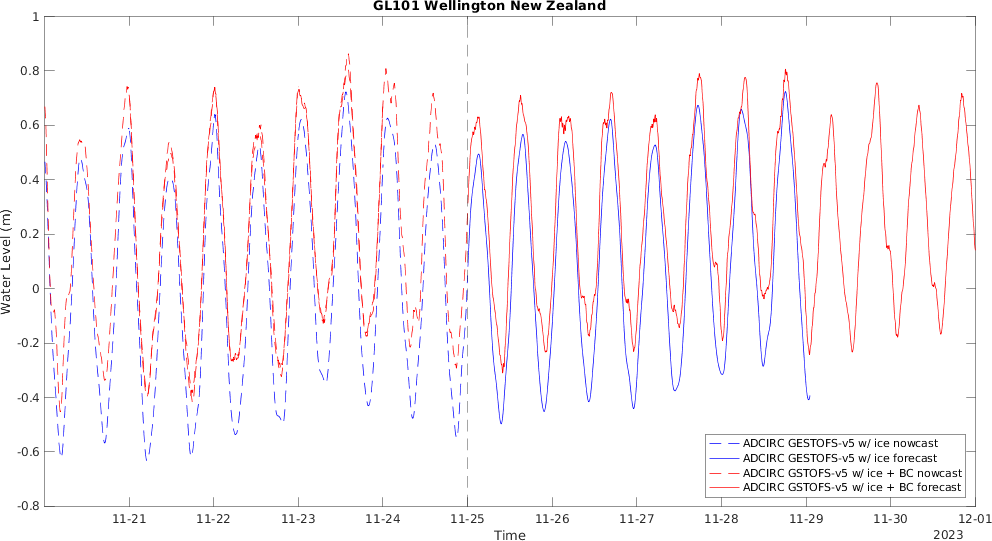 GL101 Wellington New Zealand
1
0.8
0.6
0.4
0.2
0
-0.2
-0.4
-0.6
-0.8
Water Level (m)
ADCIRC GESTOFS-v5 w/ ice nowcast
ADCIRC GESTOFS-v5 w/ ice forecast
ADCIRC GSTOFS-v5 w/ ice + BC nowcast
ADCIRC GSTOFS-v5 w/ ice + BC forecast
11-21 11-22 11-23 11-24 11-25 11-26 11-27 11-28 11-29 11-30 12-01
Time
2023